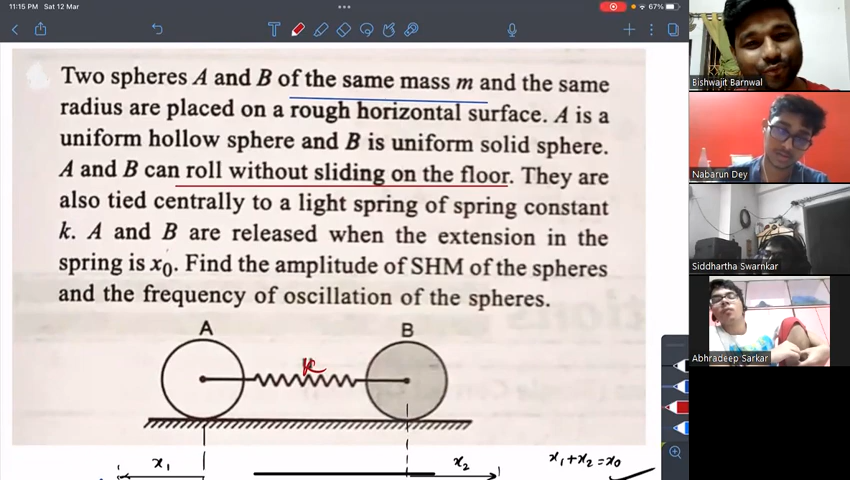 11:15 PM Sat 12 Mar
67%
Two spheres A and B of the same mass m and the same
radius are placed on a rough horizontal surface. A is a
uniform hollow sphere and B is uniform solid sphere.
A and B can roll without sliding on the floor. They are
also tied centrally to a light spring of spring constant
k. A and B are released when the extension in the
spring is x₀. Find the amplitude of SHM of the spheres
and the frequency of oscillation of the spheres.
A B
k
x₁ x₂ x₁+x₂=x₀
Bishwajit Barnwal
Nabarun Dey
Siddhartha Swarnkar
Abhradeep Sarkar